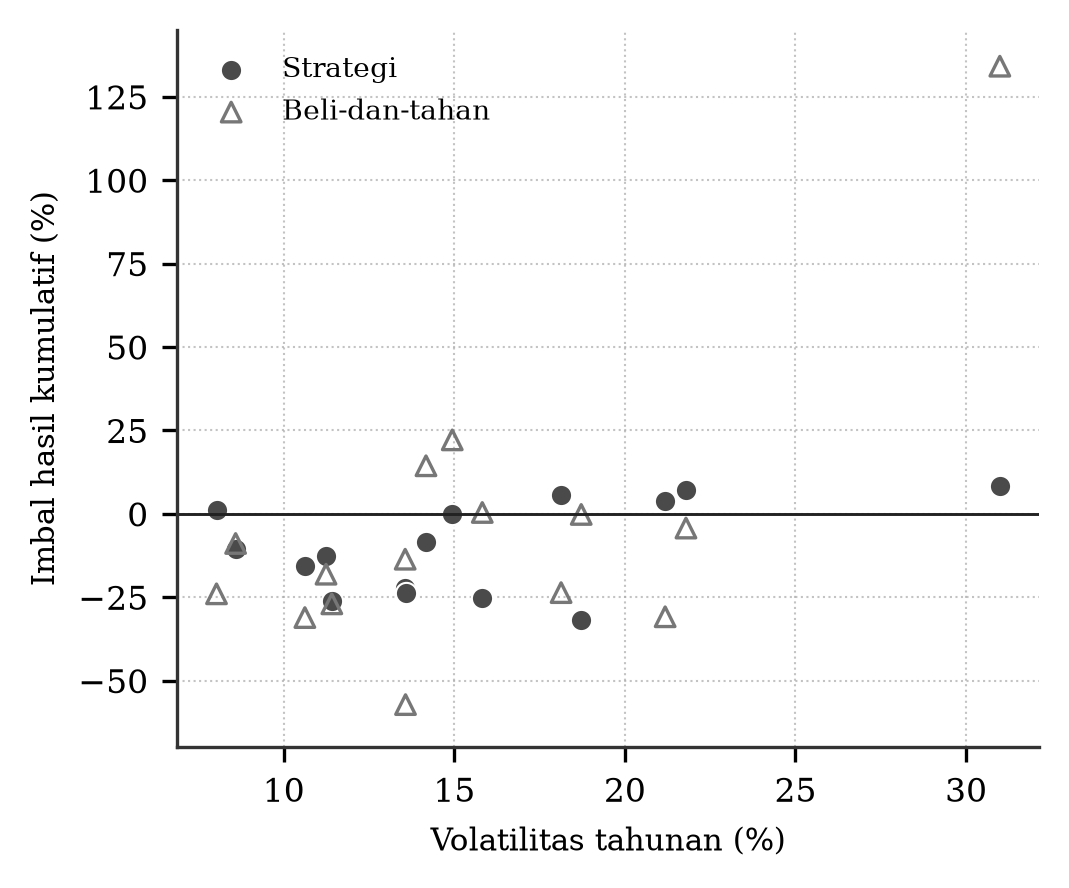 Strategi
Beli-dan-tahan
125
100
75
50
25
0
−25
−50
Imbal hasil kumulatif (%)
10 15 20 25 30
Volatilitas tahunan (%)